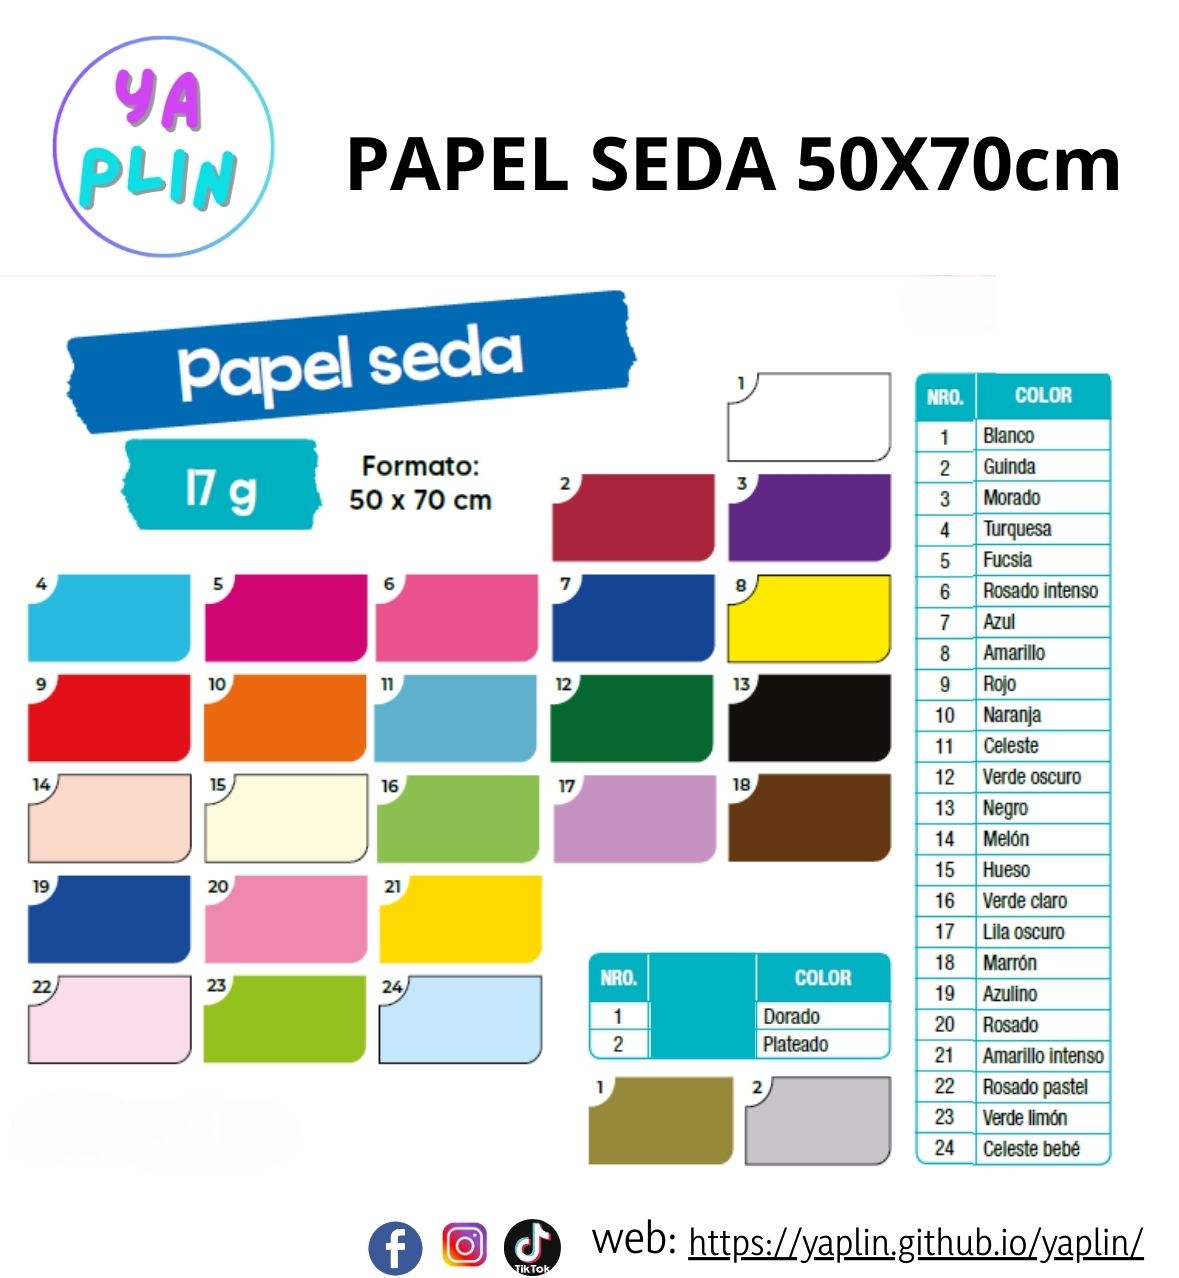 YA
PLIN
PAPEL SEDA 50X70cm
Papel seda
17 g
Formato:
50 x 70 cm
1
2
3
4
5
6
7
8
9
10
11
12
13
14
15
16
17
18
19
20
21
22
23
24
NRO. COLOR
1 Blanco
2 Guinda
3 Morado
4 Turquesa
5 Fucsia
6 Rosado intenso
7 Azul
8 Amarillo
9 Rojo
10 Naranja
11 Celeste
12 Verde oscuro
13 Negro
14 Melón
15 Hueso
16 Verde claro
17 Lila oscuro
18 Marrón
19 Azulino
20 Rosado
21 Amarillo intenso
22 Rosado pastel
23 Verde limón
24 Celeste bebé
NRO. COLOR
1 Dorado
2 Plateado
1
2
TikTok
web: https://yaplin.github.io/yaplin/